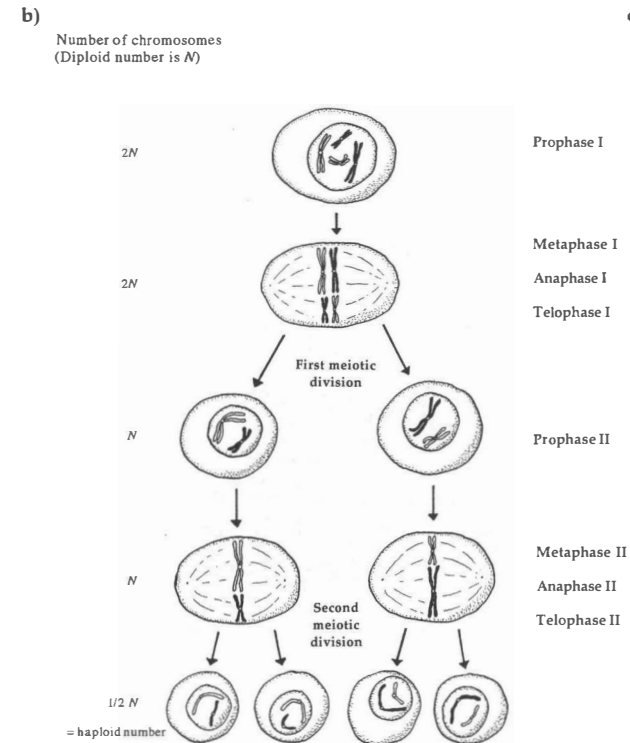 b)
Number of chromosomes
(Diploid number is N)
2N
Prophase I
Metaphase I
2N
Anaphase I
Telophase I
First meiotic
division
N
Prophase II
Metaphase II
N
Anaphase II
Second
meiotic
division
Telophase II
1/2 N
= haploid number